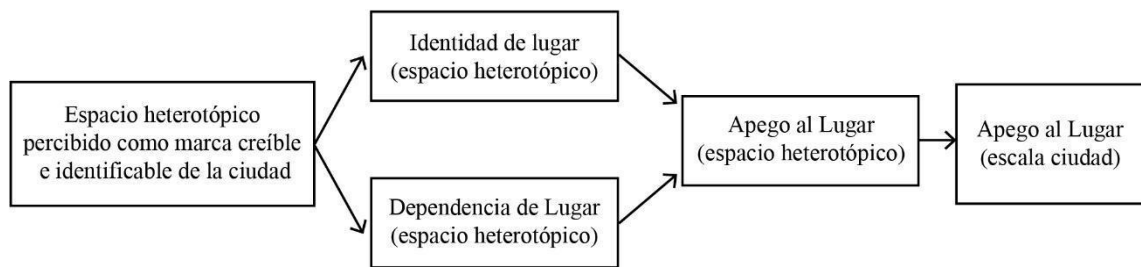 Espacio heterotópico
percibido como marca creíble
e identificable de la ciudad
Identidad de lugar
(espacio heterotópico)
Dependencia de Lugar
(espacio heterotópico)
Apego al Lugar
(espacio heterotópico)
Apego al Lugar
(escala ciudad)